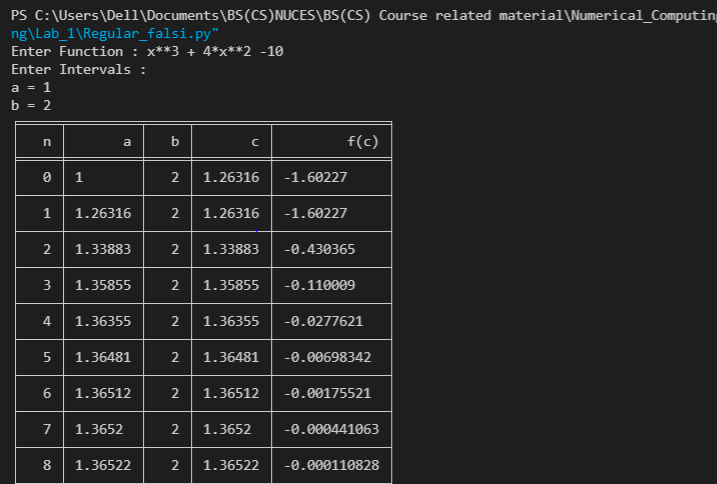 PS C:\Users\Dell\Documents\BS(CS)NUCES\BS(CS) Course related material\Numerical_Computing
ng\Lab_1\Regular_falsi.py"
Enter Function : x**3 + 4*x**2 -10
Enter Intervals :
a = 1
b = 2
n a b c f(c)
0 1 2 1.26316 -1.60227
1 1.26316 2 1.26316 -1.60227
2 1.33883 2 1.33883 -0.430365
3 1.35855 2 1.35855 -0.110009
4 1.36355 2 1.36355 -0.0277621
5 1.36481 2 1.36481 -0.00698342
6 1.36512 2 1.36512 -0.00175521
7 1.3652 2 1.3652 -0.000441063
8 1.36522 2 1.36522 -0.000110828